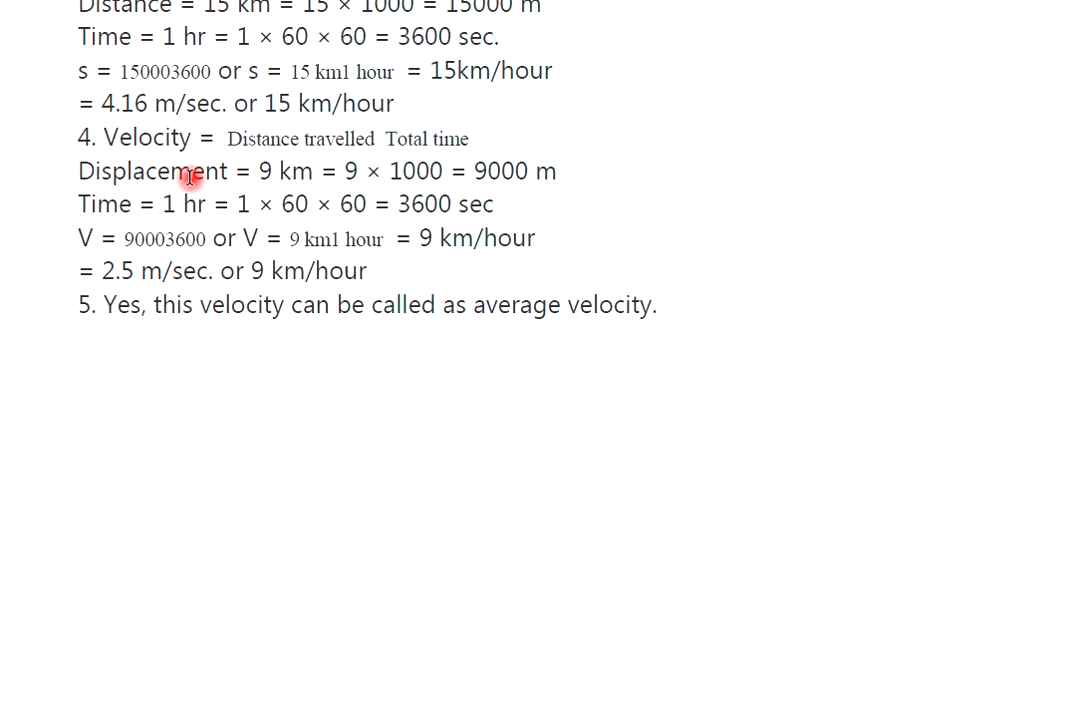 Distance = 15 km = 15 × 1000 = 15000 m
Time = 1 hr = 1 × 60 × 60 = 3600 sec.
s = 150003600 or s = 15 km1 hour = 15km/hour
= 4.16 m/sec. or 15 km/hour
4. Velocity = Distance travelled Total time
Displacement = 9 km = 9 × 1000 = 9000 m
Time = 1 hr = 1 × 60 × 60 = 3600 sec
V = 90003600 or V = 9 km1 hour = 9 km/hour
= 2.5 m/sec. or 9 km/hour
5. Yes, this velocity can be called as average velocity.